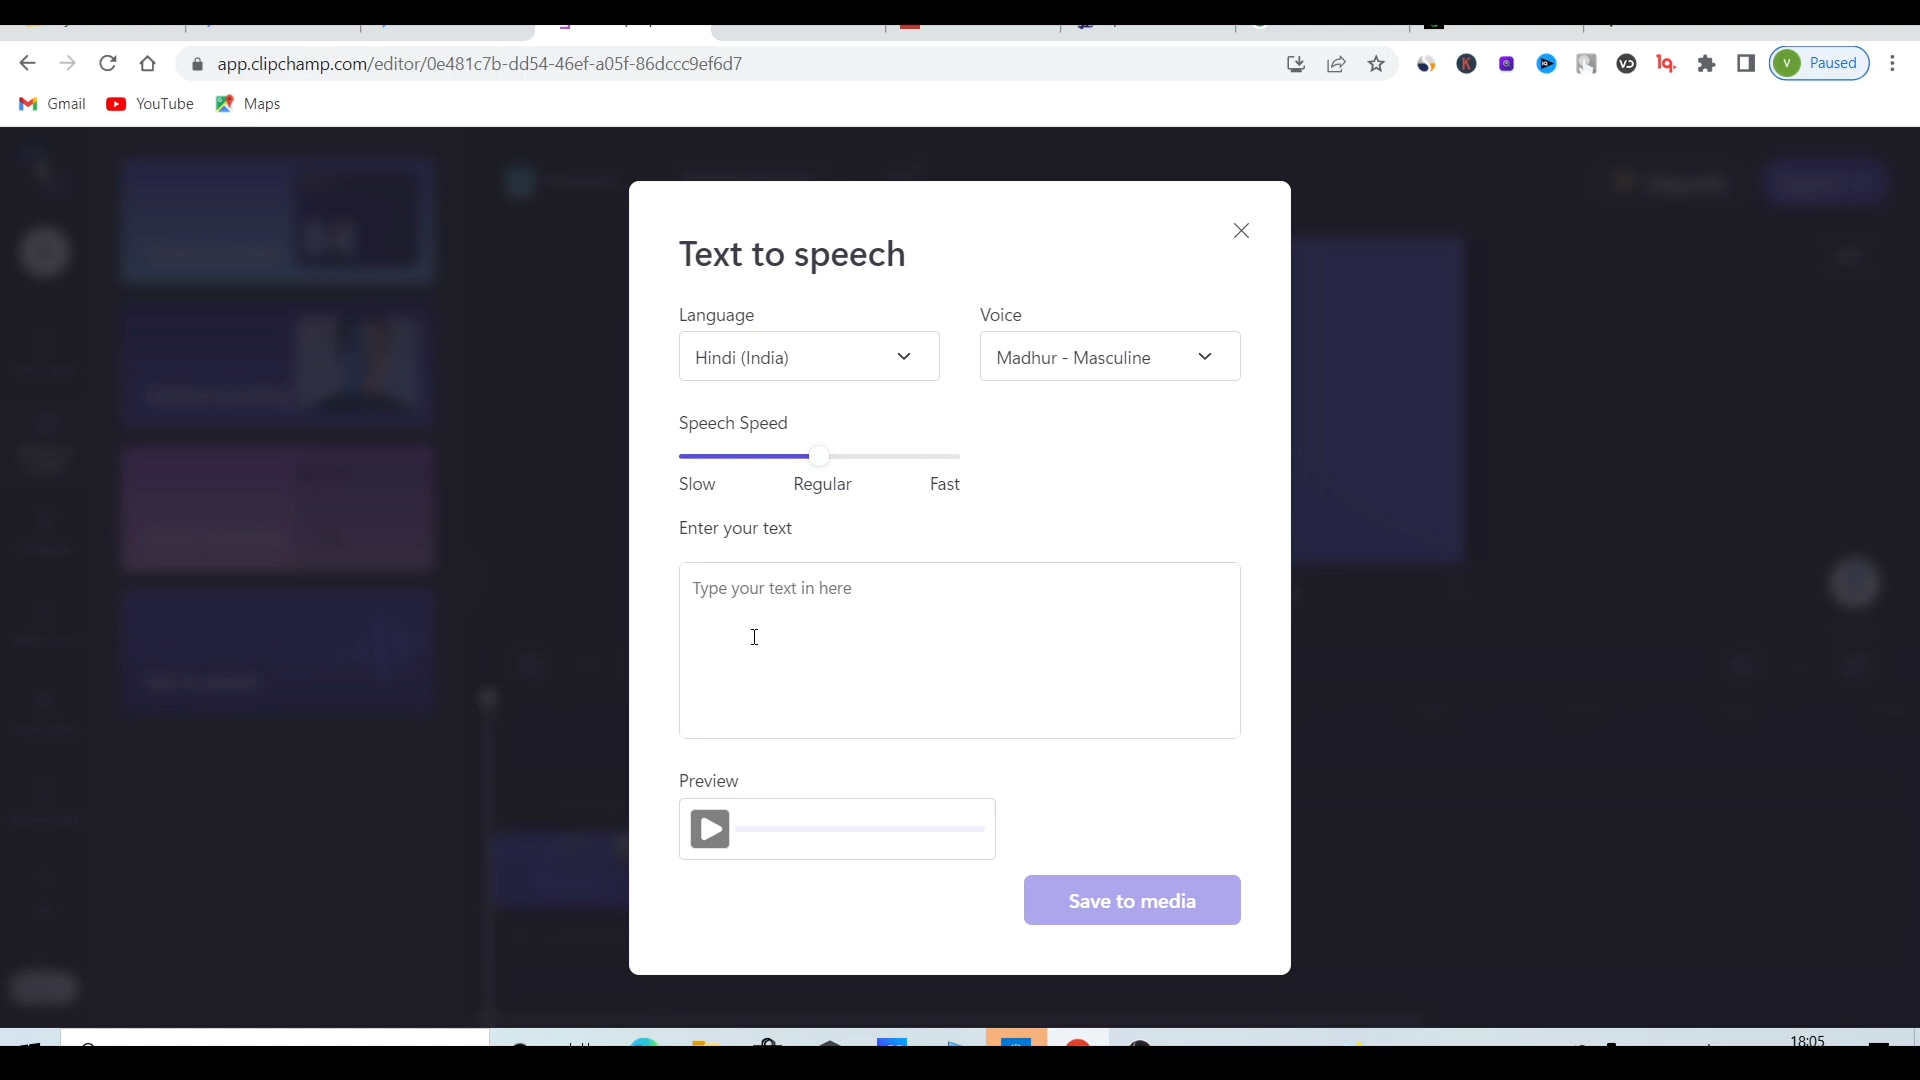 app.clipchamp.com/editor/0e481c7b-dd54-46ef-a05f-86dccc9ef6d7
Paused
Gmail YouTube Maps
Text to speech
Language Voice
Hindi (India) Madhur - Masculine
Speech Speed
Slow Regular Fast
Enter your text
Type your text in here
Preview
Save to media
18:05